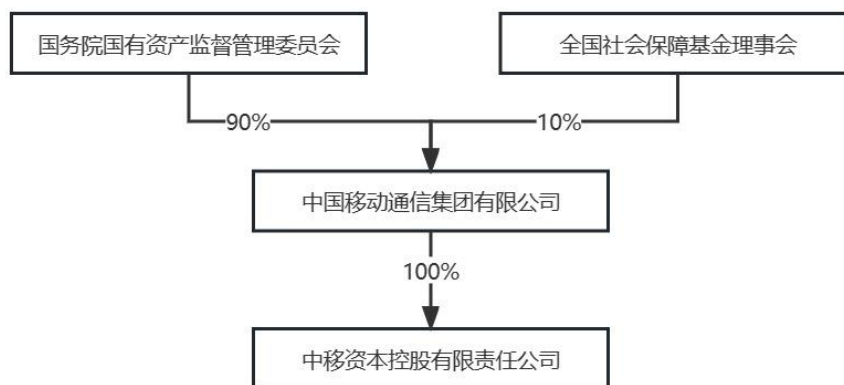 国务院国有资产监督管理委员会
全国社会保障基金理事会
90%
10%
中国移动通信集团有限公司
100%
中移资本控股有限责任公司